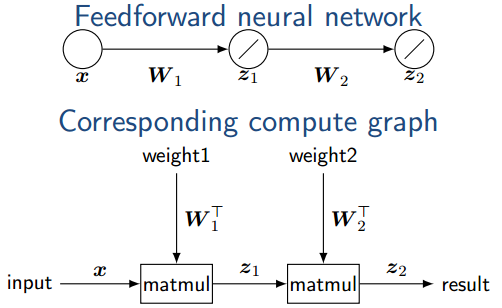 Feedforward neural network
x W₁ z₁ W₂ z₂
Corresponding compute graph
weight1 weight2
W₁⊤ W₂⊤
x z₁ z₂
input matmul matmul result